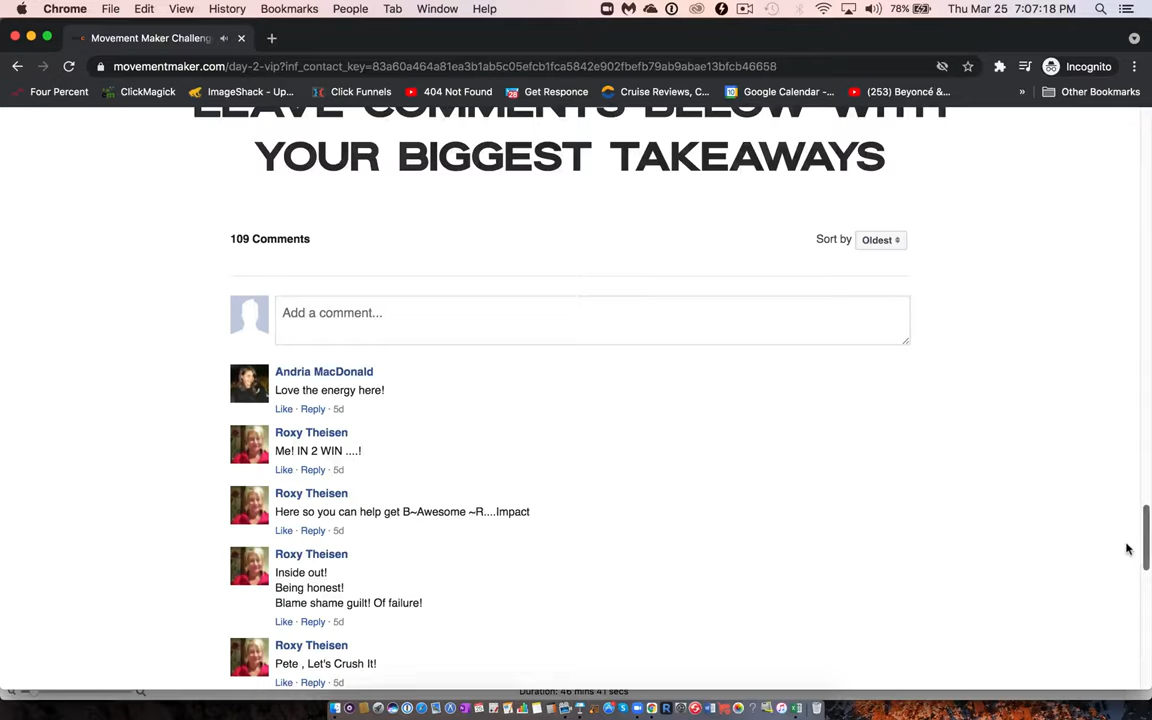 Chrome File Edit View History Bookmarks People Tab Window Help 78% Thu Mar 25 7:07:18 PM
Movement Maker Challeng
movementmaker.com/day-2-vip?inf_contact_key=83a60a464a81ea3b1ab5c05efcb1fca5842e902fbefb79ab9abae13bfcb46658 Incognito
Four Percent ClickMagick ImageShack - Up... Click Funnels 404 Not Found Get Response Cruise Reviews, C... Google Calendar -... (253) Beyoncé &... » Other Bookmarks
LEAVE COMMENTS BELOW WITH
YOUR BIGGEST TAKEAWAYS
109 Comments Sort by Oldest
Add a comment...
Andria MacDonald
Love the energy here!
Like · Reply · 5d
Roxy Theisen
Me! IN 2 WIN ....!
Like · Reply · 5d
Roxy Theisen
Here so you can help get B~Awesome ~R....Impact
Like · Reply · 5d
Roxy Theisen
Inside out!
Being honest!
Blame shame guilt! Of failure!
Like · Reply · 5d
Roxy Theisen
Pete , Let's Crush It!
Like · Reply · 5d
Duration: 46 mins 41 secs